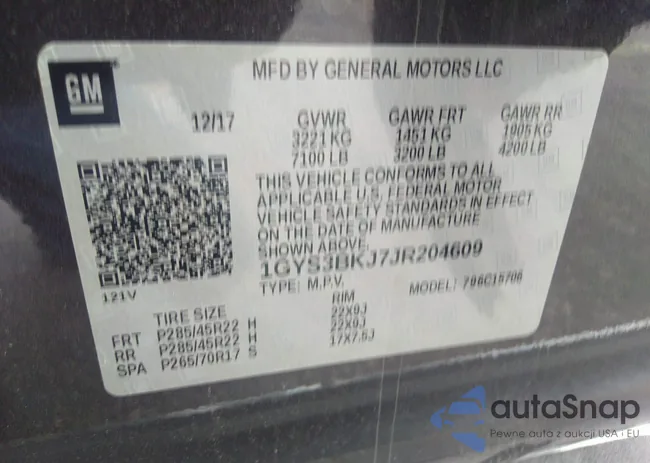 GM
MFD BY GENERAL MOTORS LLC
12/17
GVWR GAWR FRT GAWR RR
3221 KG 1451 KG 1905 KG
7100 LB 3200 LB 4200 LB
THIS VEHICLE CONFORMS TO ALL
APPLICABLE U.S. FEDERAL MOTOR
VEHICLE SAFETY STANDARDS IN EFFECT
ON THE DATE OF MANUFACTURE
SHOWN ABOVE.
1GYS3BKJ7JR204609
121V
TYPE: M.P.V. MODEL: 796C15706
TIRE SIZE RIM
FRT P285/45R22 H 22X9J
RR P285/45R22 H 22X9J
SPA P265/70R17 S 17X7.5J
autaSnap
Pewne auta z aukcji USA i EU